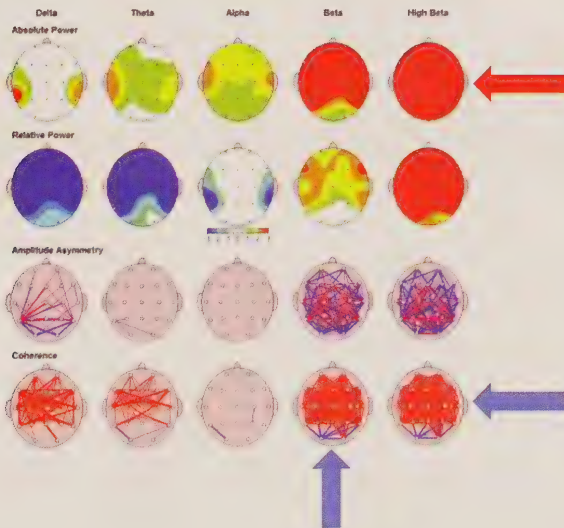 Delta Theta Alpha Beta High Beta
Absolute Power
Relative Power
Amplitude Asymmetry
Coherence